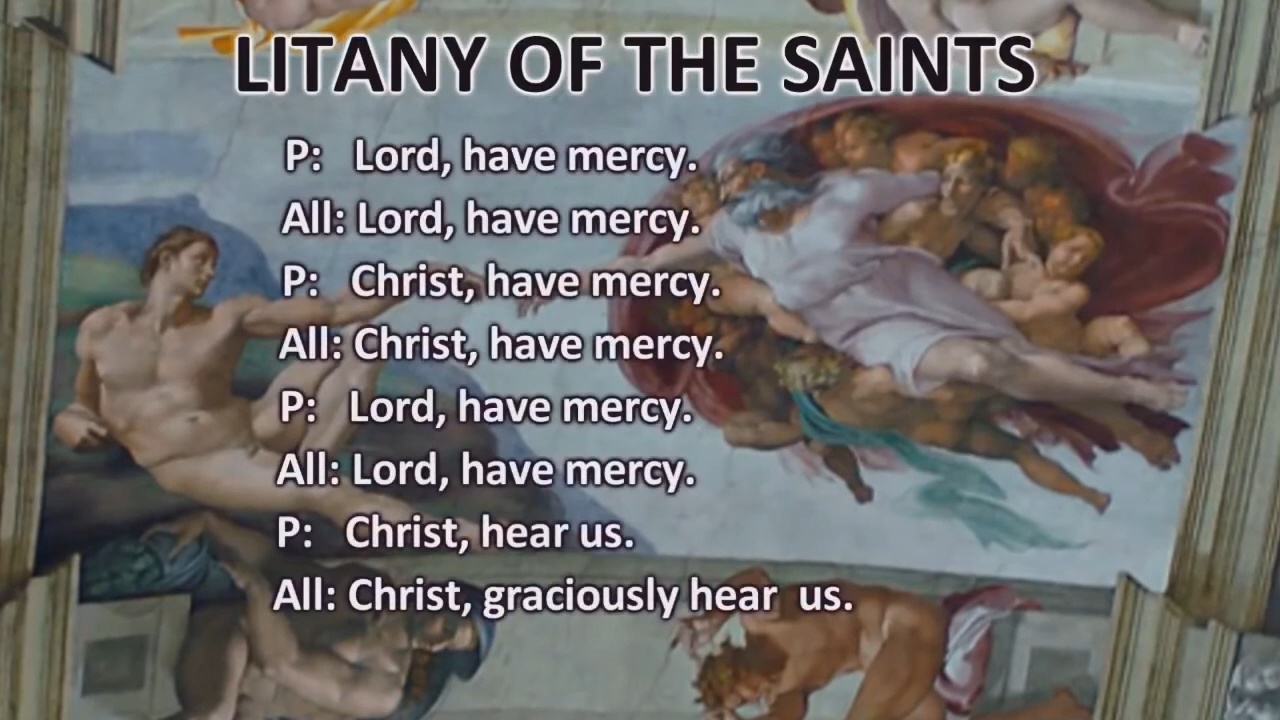 LITANY OF THE SAINTS
P: Lord, have mercy.
All: Lord, have mercy.
P: Christ, have mercy.
All: Christ, have mercy.
P: Lord, have mercy.
All: Lord, have mercy.
P: Christ, hear us.
All: Christ, graciously hear us.